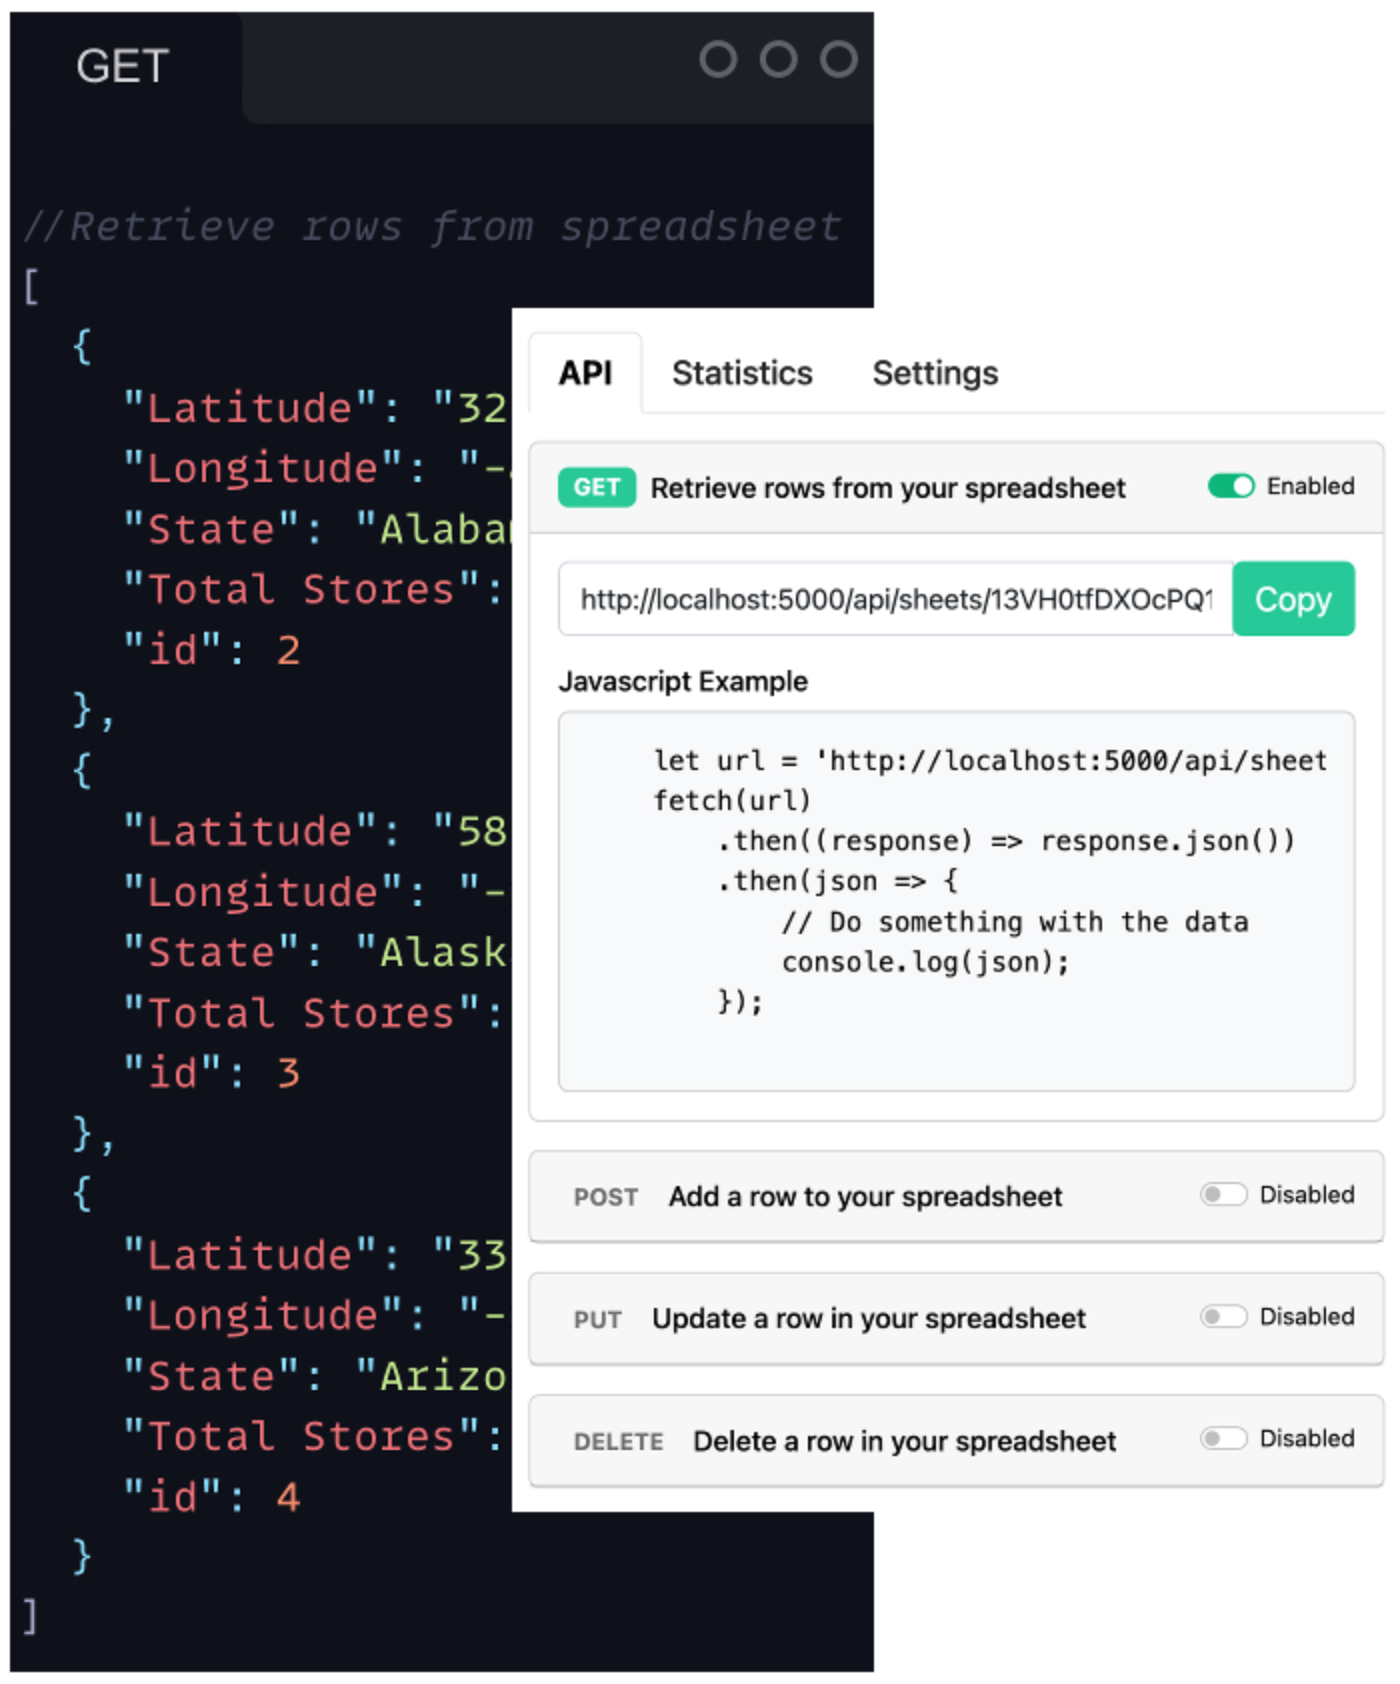 GET
//Retrieve rows from spreadsheet
[
{
"Latitude": "32
"Longitude": "-
"State": "Alaba
"Total Stores":
"id": 2
},
{
"Latitude": "58
"Longitude": "-
"State": "Alask
"Total Stores":
"id": 3
},
{
"Latitude": "33
"Longitude": "-
"State": "Arizo
"Total Stores":
"id": 4
}
]
API Statistics Settings
GET Retrieve rows from your spreadsheet Enabled
http://localhost:5000/api/sheets/13VH0tfDXOcPQ1 Copy
Javascript Example
let url = 'http://localhost:5000/api/sheet
fetch(url)
.then((response) => response.json())
.then(json => {
// Do something with the data
console.log(json);
});
POST Add a row to your spreadsheet Disabled
PUT Update a row in your spreadsheet Disabled
DELETE Delete a row in your spreadsheet Disabled